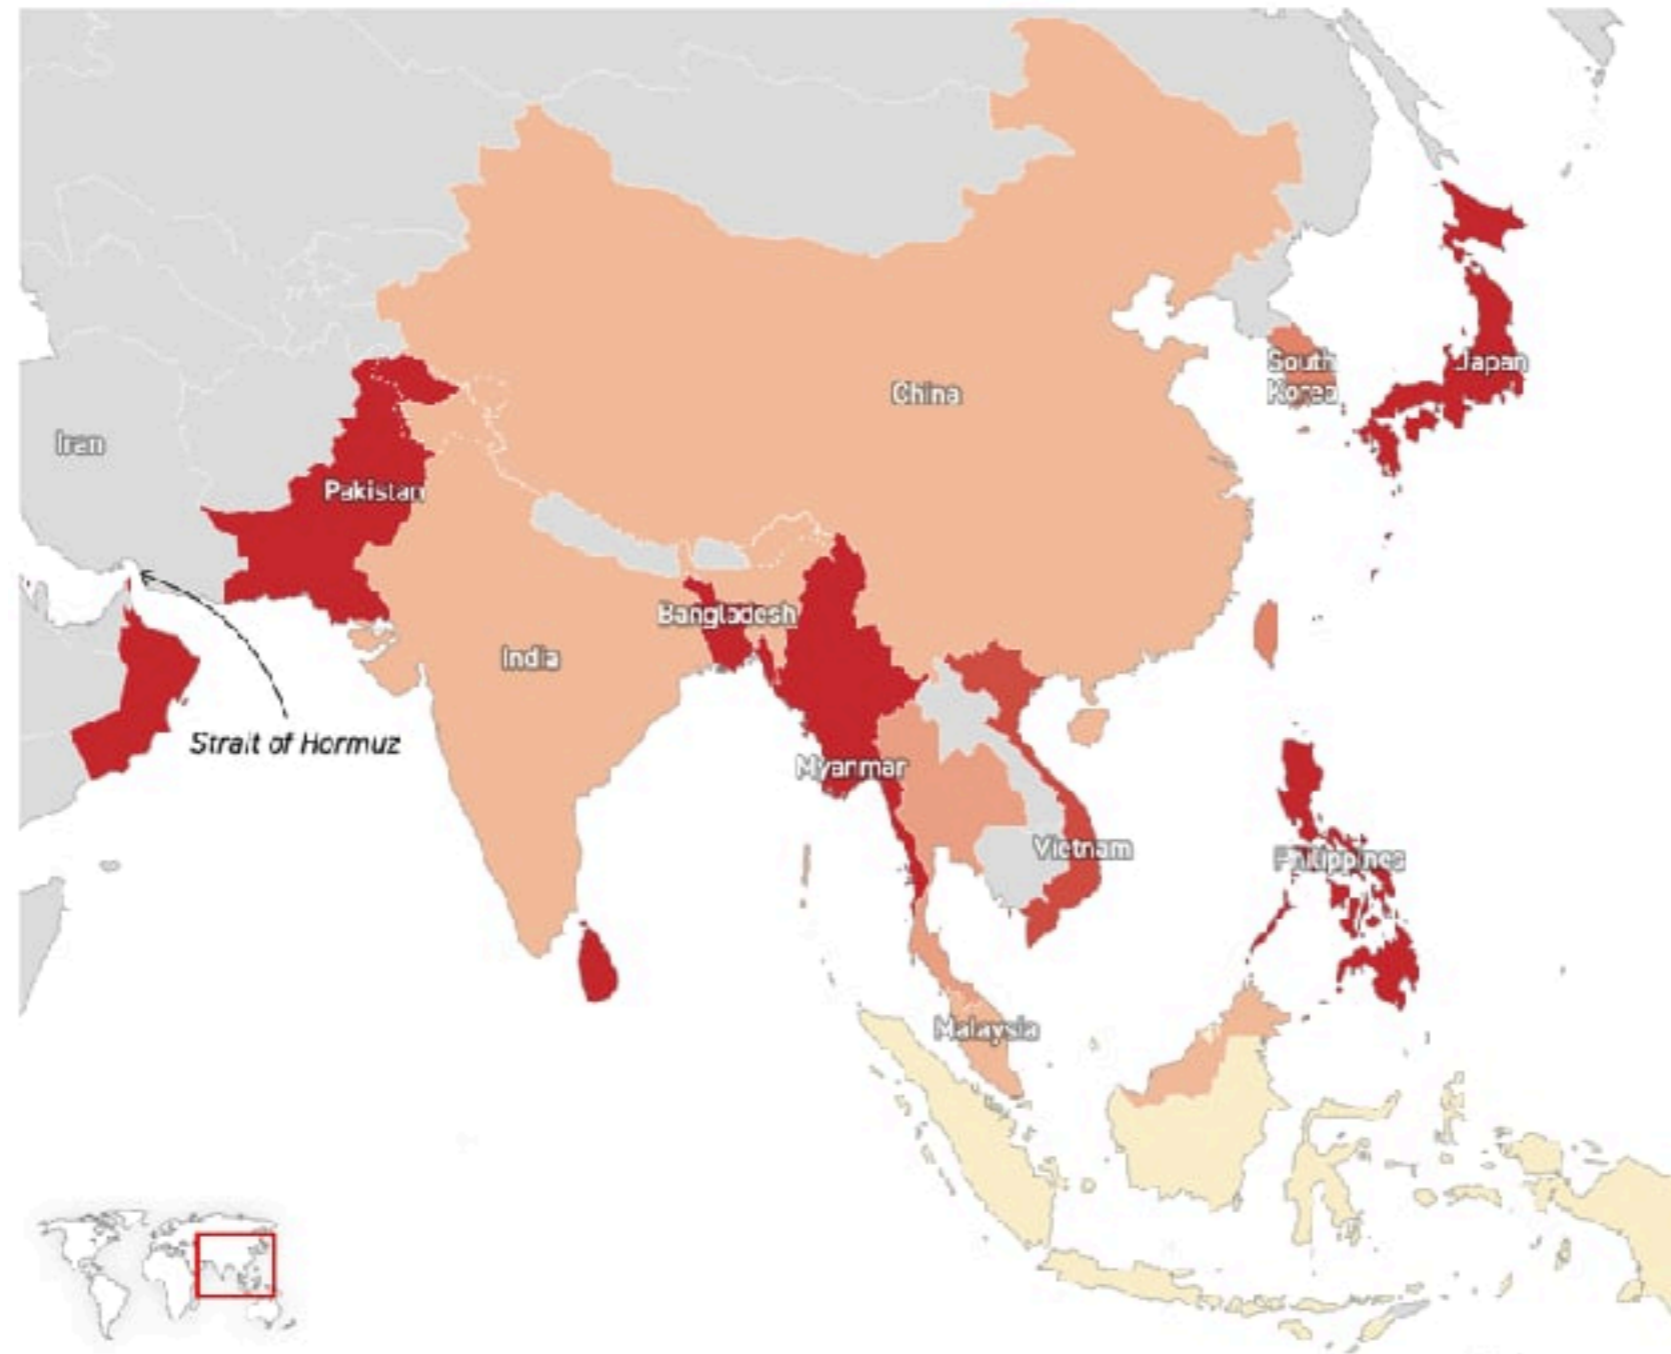 China
South
Korea
Japan
Iran
Pakistan
Bangladesh
India
Strait of Hormuz
Myanmar
Vietnam
Philippines
Malaysia